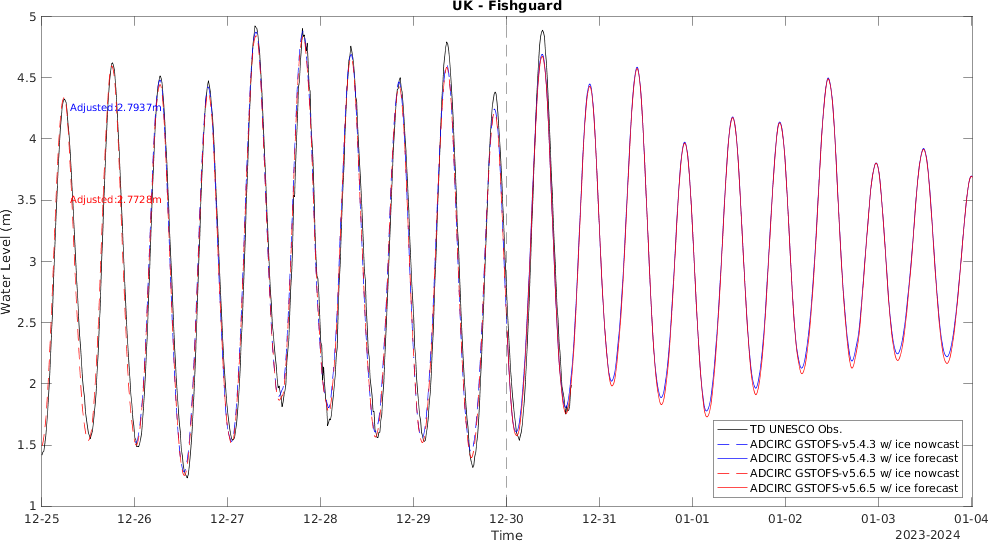 UK - Fishguard
5
4.5
4
3.5
3
2.5
2
1.5
1
Water Level (m)
Adjusted:2.7937m
Adjusted:2.7728m
TD UNESCO Obs.
ADCIRC GSTOFS-v5.4.3 w/ ice nowcast
ADCIRC GSTOFS-v5.4.3 w/ ice forecast
ADCIRC GSTOFS-v5.6.5 w/ ice nowcast
ADCIRC GSTOFS-v5.6.5 w/ ice forecast
12-25 12-26 12-27 12-28 12-29 12-30 12-31 01-01 01-02 01-03 01-04
Time
2023-2024